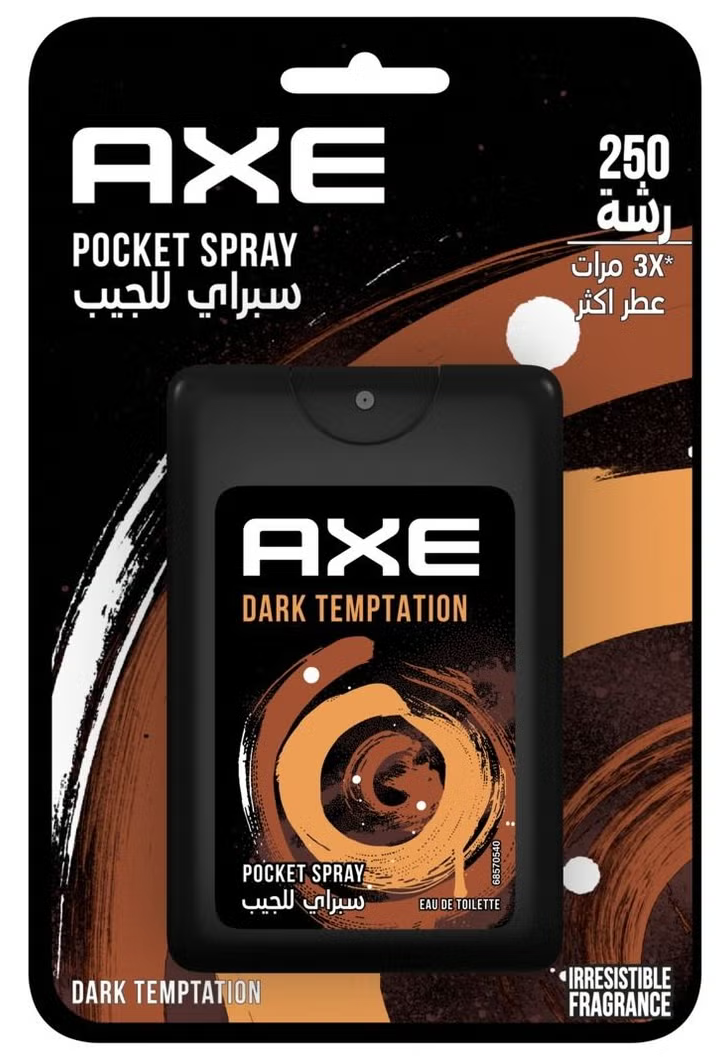 AXE
POCKET SPRAY
سبراي للجيب
250
رشة
*3X مرات
عطر اكثر
AXE
DARK TEMPTATION
POCKET SPRAY
سبراي للجيب
EAU DE TOILETTE
68570540
DARK TEMPTATION
IRRESISTIBLE
FRAGRANCE